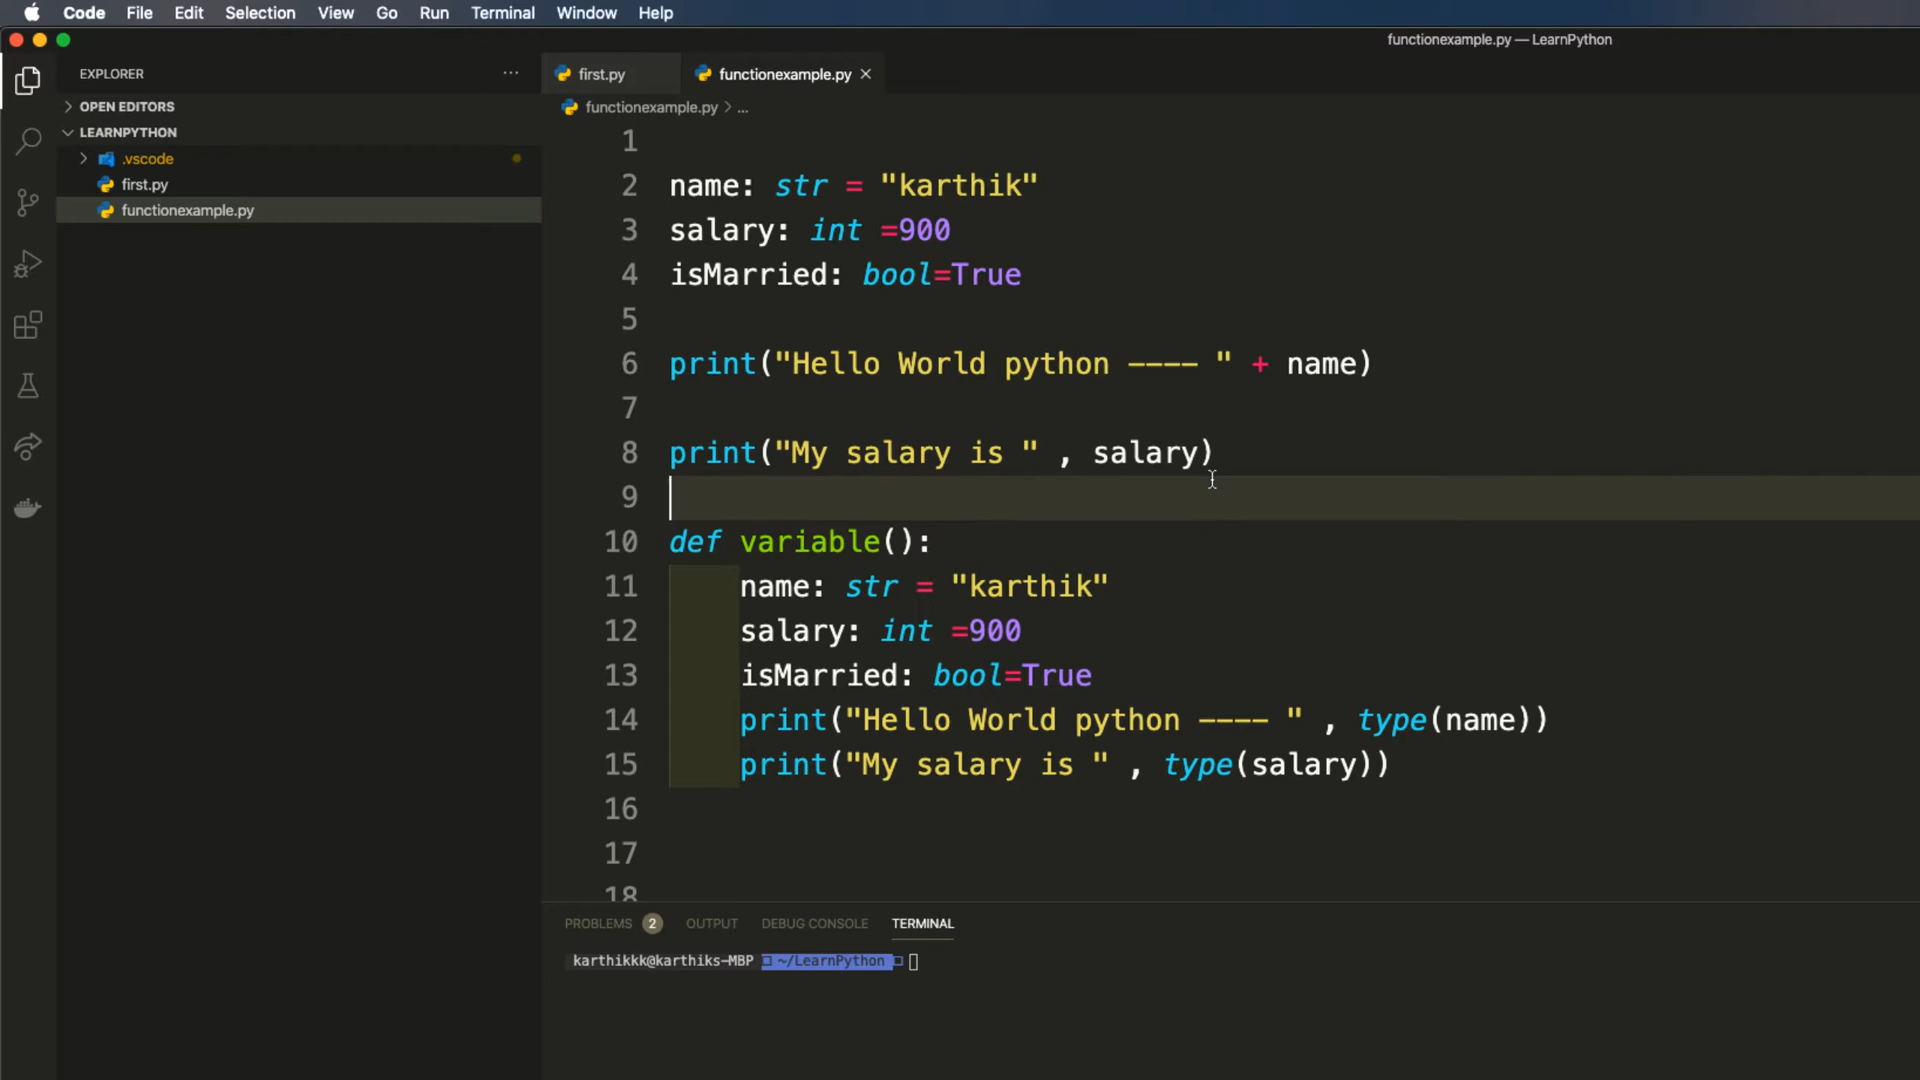 Code File Edit Selection View Go Run Terminal Window Help
functionexample.py — LearnPython
EXPLORER ...
first.py functionexample.py
OPEN EDITORS
functionexample.py > ...
LEARNPYTHON
.vscode
first.py
functionexample.py
1
2 name: str = "karthik"
3 salary: int =900
4 isMarried: bool=True
5
6 print("Hello World python ---- " + name)
7
8 print("My salary is " , salary)
9
10 def variable():
11 name: str = "karthik"
12 salary: int =900
13 isMarried: bool=True
14 print("Hello World python ---- " , type(name))
15 print("My salary is " , type(salary))
16
17
18
PROBLEMS 2 OUTPUT DEBUG CONSOLE TERMINAL
karthikkk@karthiks-MBP ~/LearnPython